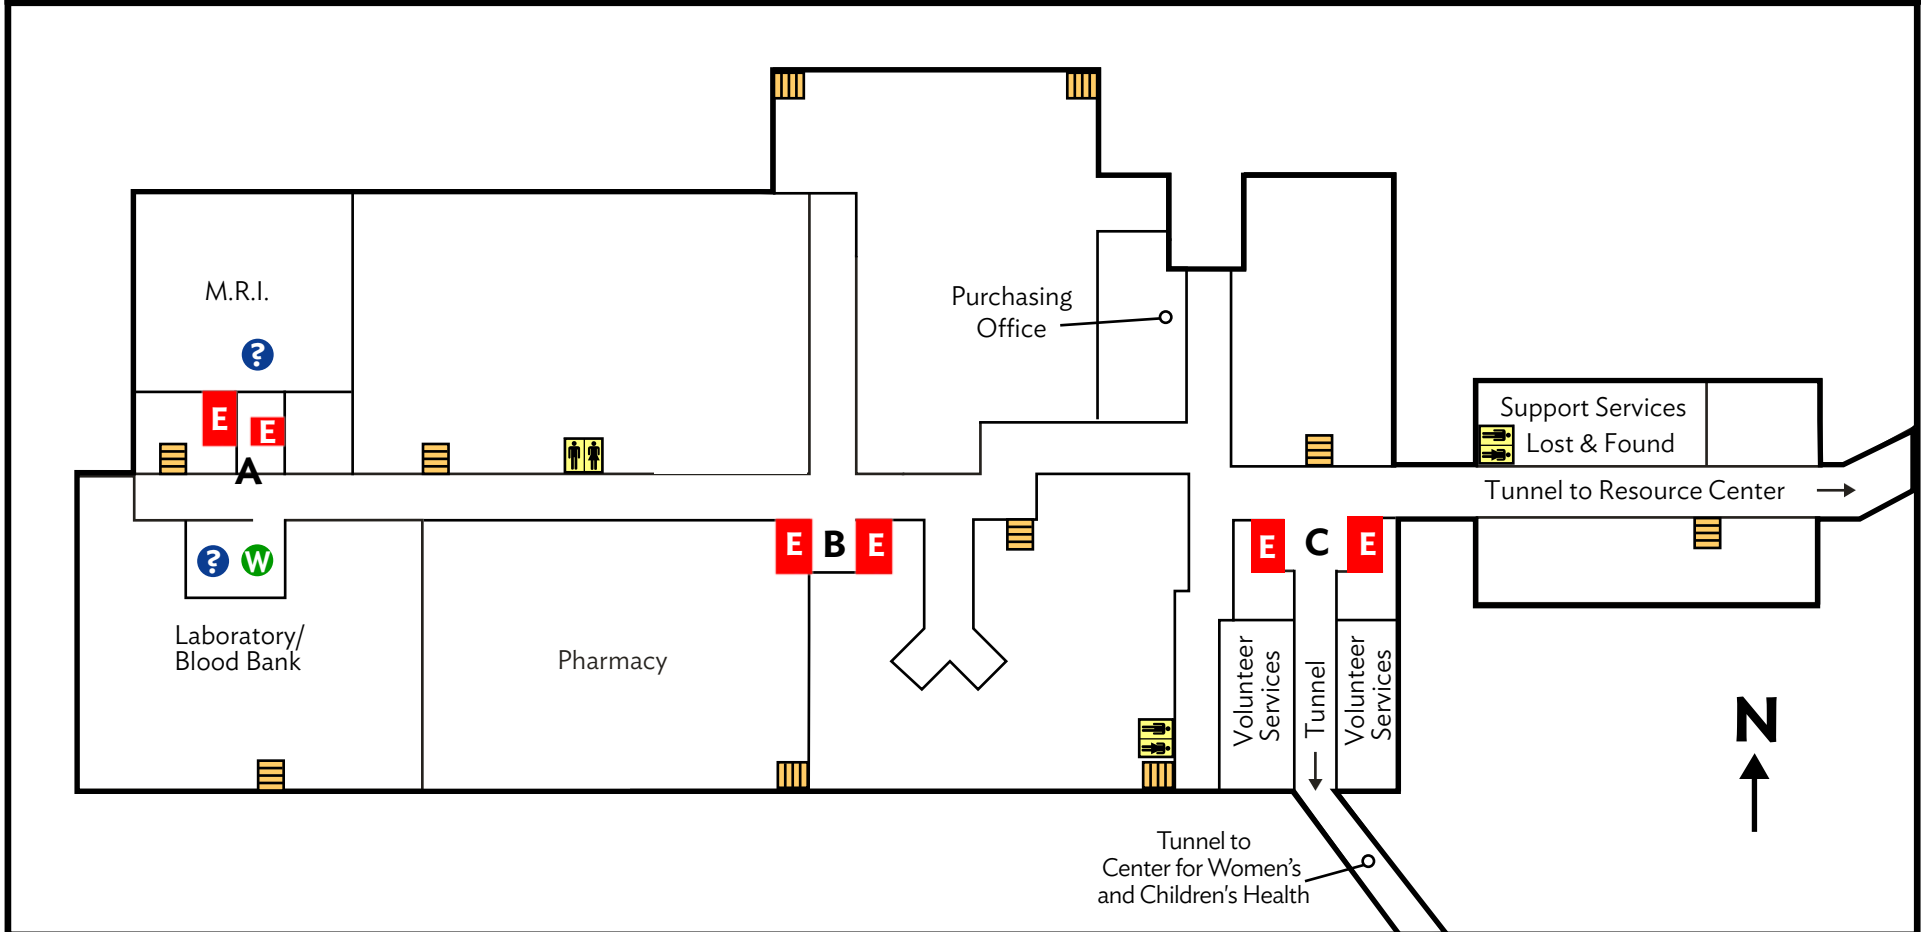 M.R.I.
?
E
E
A
?
W
Laboratory/
Blood Bank
Pharmacy
E
B
E
Purchasing
Office
E
C
E
Volunteer
Services
Tunnel
Volunteer
Services
Support Services
Lost & Found
Tunnel to Resource Center
N
Tunnel to
Center for Women's
and Children's Health